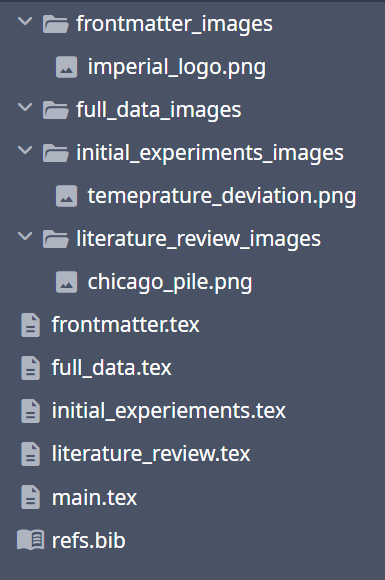 frontmatter_images
imperial_logo.png
full_data_images
initial_experiments_images
temeprature_deviation.png
literature_review_images
chicago_pile.png
frontmatter.tex
full_data.tex
initial_experiements.tex
literature_review.tex
main.tex
refs.bib